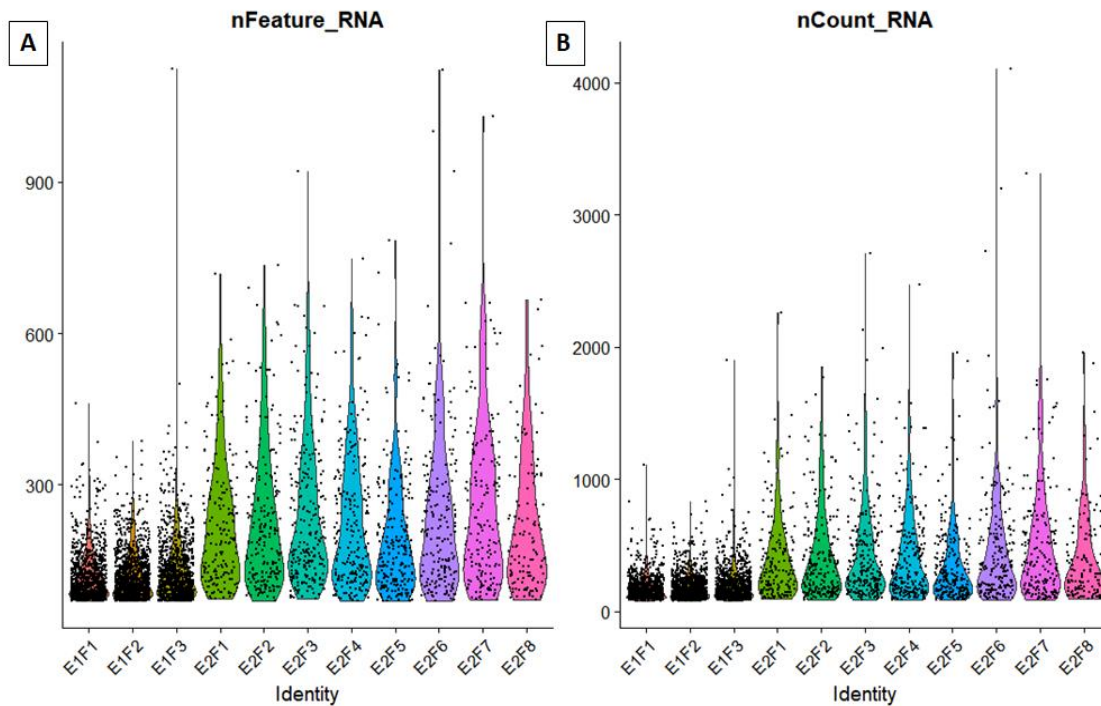 A
nFeature_RNA
900
600
300
E1F1
E1F2
E1F3
E2F1
E2F2
E2F3
E2F4
E2F5
E2F6
E2F7
E2F8
Identity
B
nCount_RNA
4000
3000
2000
1000
0
E1F1
E1F2
E1F3
E2F1
E2F2
E2F3
E2F4
E2F5
E2F6
E2F7
E2F8
Identity